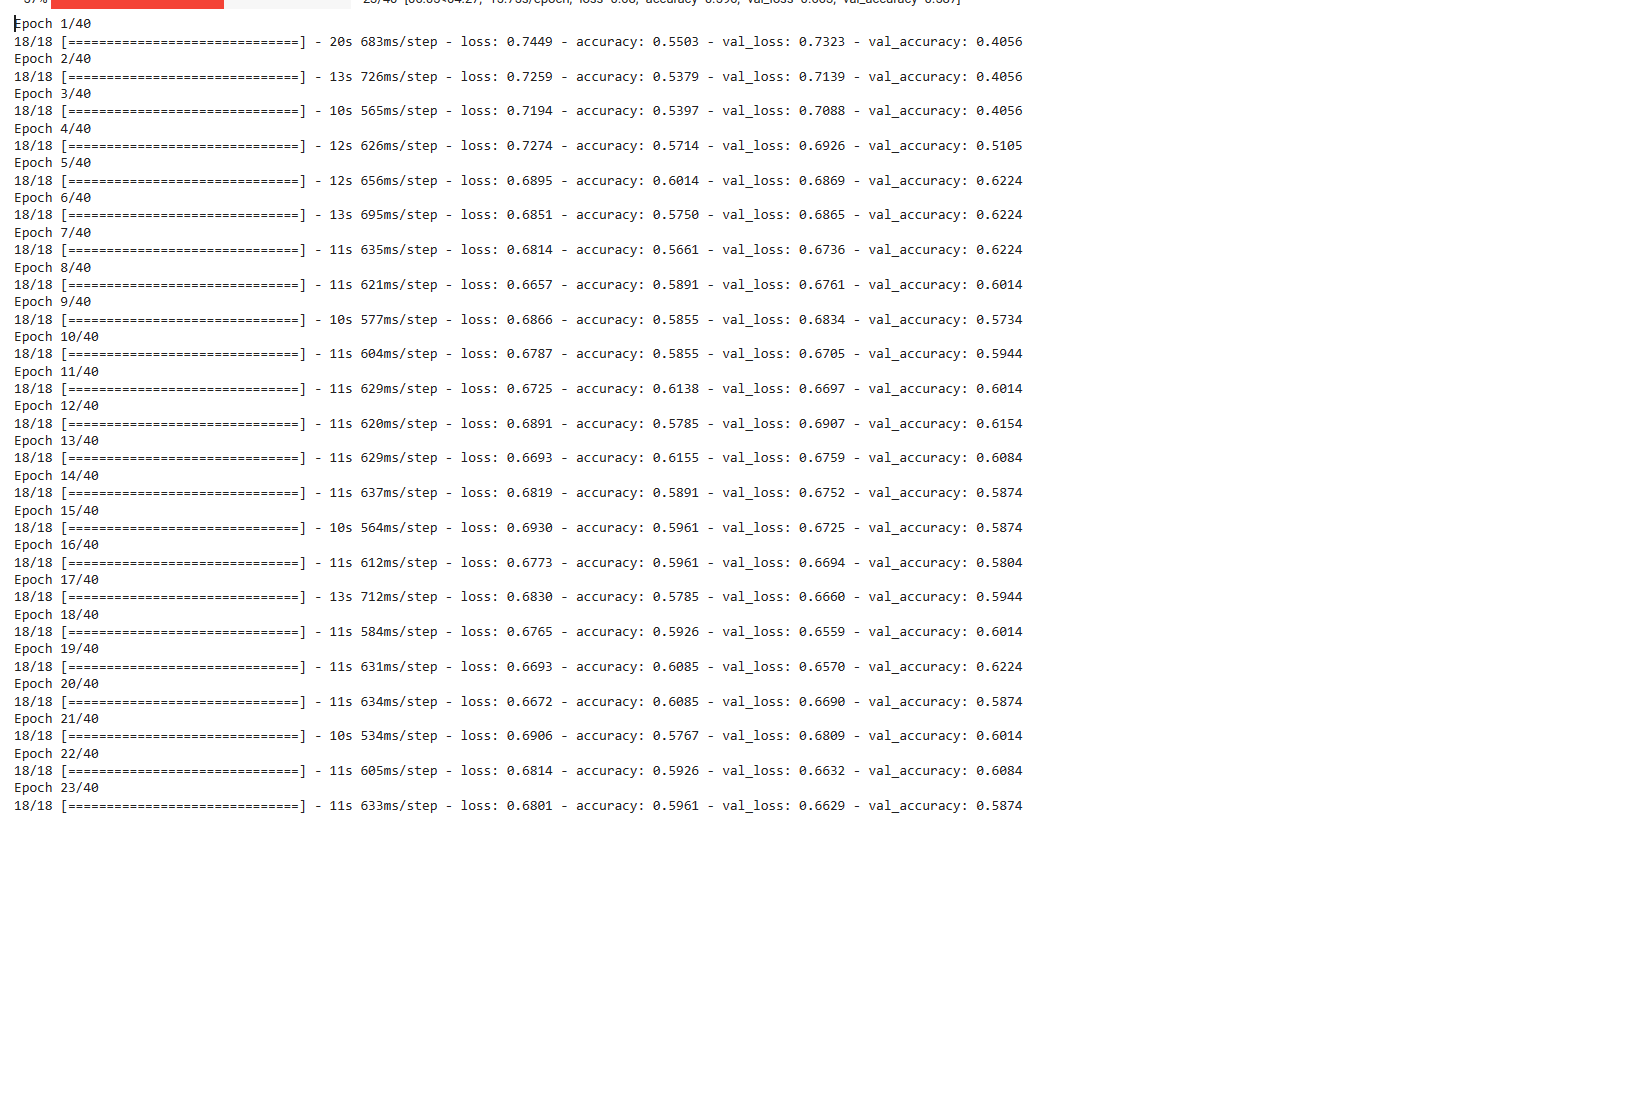 Epoch 1/40
18/18 [==============================] - 20s 683ms/step - loss: 0.7449 - accuracy: 0.5503 - val_loss: 0.7323 - val_accuracy: 0.4056
Epoch 2/40
18/18 [==============================] - 13s 726ms/step - loss: 0.7259 - accuracy: 0.5379 - val_loss: 0.7139 - val_accuracy: 0.4056
Epoch 3/40
18/18 [==============================] - 10s 565ms/step - loss: 0.7194 - accuracy: 0.5397 - val_loss: 0.7088 - val_accuracy: 0.4056
Epoch 4/40
18/18 [==============================] - 12s 626ms/step - loss: 0.7274 - accuracy: 0.5714 - val_loss: 0.6926 - val_accuracy: 0.5105
Epoch 5/40
18/18 [==============================] - 12s 656ms/step - loss: 0.6895 - accuracy: 0.6014 - val_loss: 0.6869 - val_accuracy: 0.6224
Epoch 6/40
18/18 [==============================] - 13s 695ms/step - loss: 0.6851 - accuracy: 0.5750 - val_loss: 0.6865 - val_accuracy: 0.6224
Epoch 7/40
18/18 [==============================] - 11s 635ms/step - loss: 0.6814 - accuracy: 0.5661 - val_loss: 0.6736 - val_accuracy: 0.6224
Epoch 8/40
18/18 [==============================] - 11s 621ms/step - loss: 0.6657 - accuracy: 0.5891 - val_loss: 0.6761 - val_accuracy: 0.6014
Epoch 9/40
18/18 [==============================] - 10s 577ms/step - loss: 0.6866 - accuracy: 0.5855 - val_loss: 0.6834 - val_accuracy: 0.5734
Epoch 10/40
18/18 [==============================] - 11s 604ms/step - loss: 0.6787 - accuracy: 0.5855 - val_loss: 0.6705 - val_accuracy: 0.5944
Epoch 11/40
18/18 [==============================] - 11s 629ms/step - loss: 0.6725 - accuracy: 0.6138 - val_loss: 0.6697 - val_accuracy: 0.6014
Epoch 12/40
18/18 [==============================] - 11s 620ms/step - loss: 0.6891 - accuracy: 0.5785 - val_loss: 0.6907 - val_accuracy: 0.6154
Epoch 13/40
18/18 [==============================] - 11s 629ms/step - loss: 0.6693 - accuracy: 0.6155 - val_loss: 0.6759 - val_accuracy: 0.6084
Epoch 14/40
18/18 [==============================] - 11s 637ms/step - loss: 0.6819 - accuracy: 0.5891 - val_loss: 0.6752 - val_accuracy: 0.5874
Epoch 15/40
18/18 [==============================] - 10s 564ms/step - loss: 0.6930 - accuracy: 0.5961 - val_loss: 0.6725 - val_accuracy: 0.5874
Epoch 16/40
18/18 [==============================] - 11s 612ms/step - loss: 0.6773 - accuracy: 0.5961 - val_loss: 0.6694 - val_accuracy: 0.5804
Epoch 17/40
18/18 [==============================] - 13s 712ms/step - loss: 0.6830 - accuracy: 0.5785 - val_loss: 0.6660 - val_accuracy: 0.5944
Epoch 18/40
18/18 [==============================] - 11s 584ms/step - loss: 0.6765 - accuracy: 0.5926 - val_loss: 0.6559 - val_accuracy: 0.6014
Epoch 19/40
18/18 [==============================] - 11s 631ms/step - loss: 0.6693 - accuracy: 0.6085 - val_loss: 0.6570 - val_accuracy: 0.6224
Epoch 20/40
18/18 [==============================] - 11s 634ms/step - loss: 0.6672 - accuracy: 0.6085 - val_loss: 0.6690 - val_accuracy: 0.5874
Epoch 21/40
18/18 [==============================] - 10s 534ms/step - loss: 0.6906 - accuracy: 0.5767 - val_loss: 0.6809 - val_accuracy: 0.6014
Epoch 22/40
18/18 [==============================] - 11s 605ms/step - loss: 0.6814 - accuracy: 0.5926 - val_loss: 0.6632 - val_accuracy: 0.6084
Epoch 23/40
18/18 [==============================] - 11s 633ms/step - loss: 0.6801 - accuracy: 0.5961 - val_loss: 0.6629 - val_accuracy: 0.5874